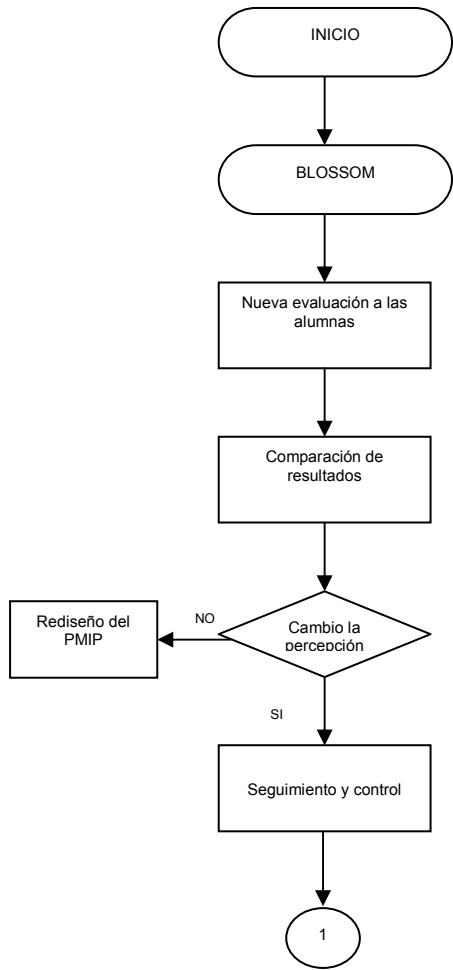 INICIO
BLOSSOM
Nueva evaluación a las
alumnas
Comparación de
resultados
Rediseño del
PMIP
NO
Cambio la
percepción
SI
Seguimiento y control
1